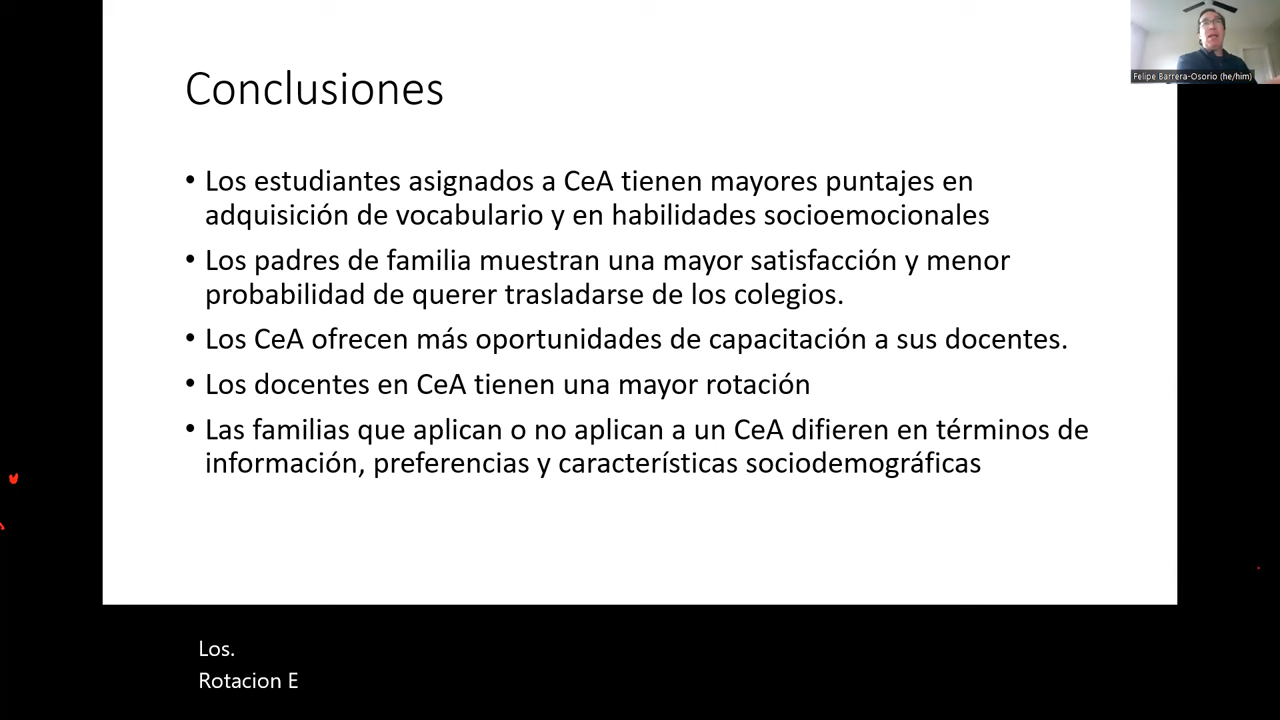 Felipe Barrera-Osorio (he/him)
Conclusiones
• Los estudiantes asignados a CeA tienen mayores puntajes en
adquisición de vocabulario y en habilidades socioemocionales
• Los padres de familia muestran una mayor satisfacción y menor
probabilidad de querer trasladarse de los colegios.
• Los CeA ofrecen más oportunidades de capacitación a sus docentes.
• Los docentes en CeA tienen una mayor rotación
• Las familias que aplican o no aplican a un CeA difieren en términos de
información, preferencias y características sociodemográficas
Los.
Rotacion E